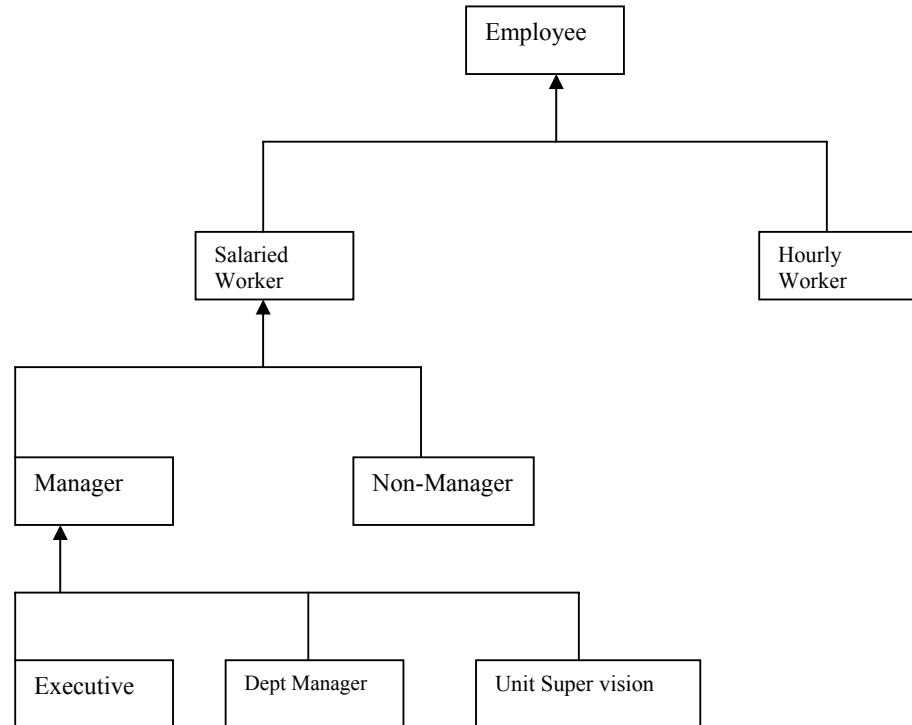 Employee
Salaried
Worker
Hourly
Worker
Manager
Non-Manager
Executive
Dept Manager
Unit Super vision